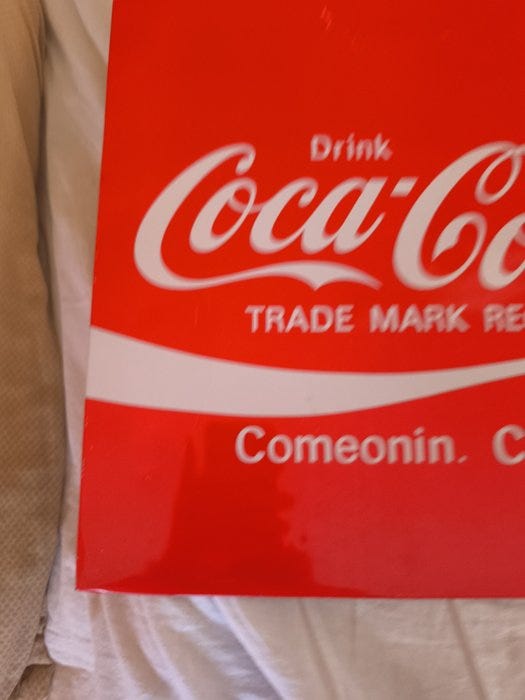 Drink
Coca-Co
TRADE MARK RE
Comeonin. C